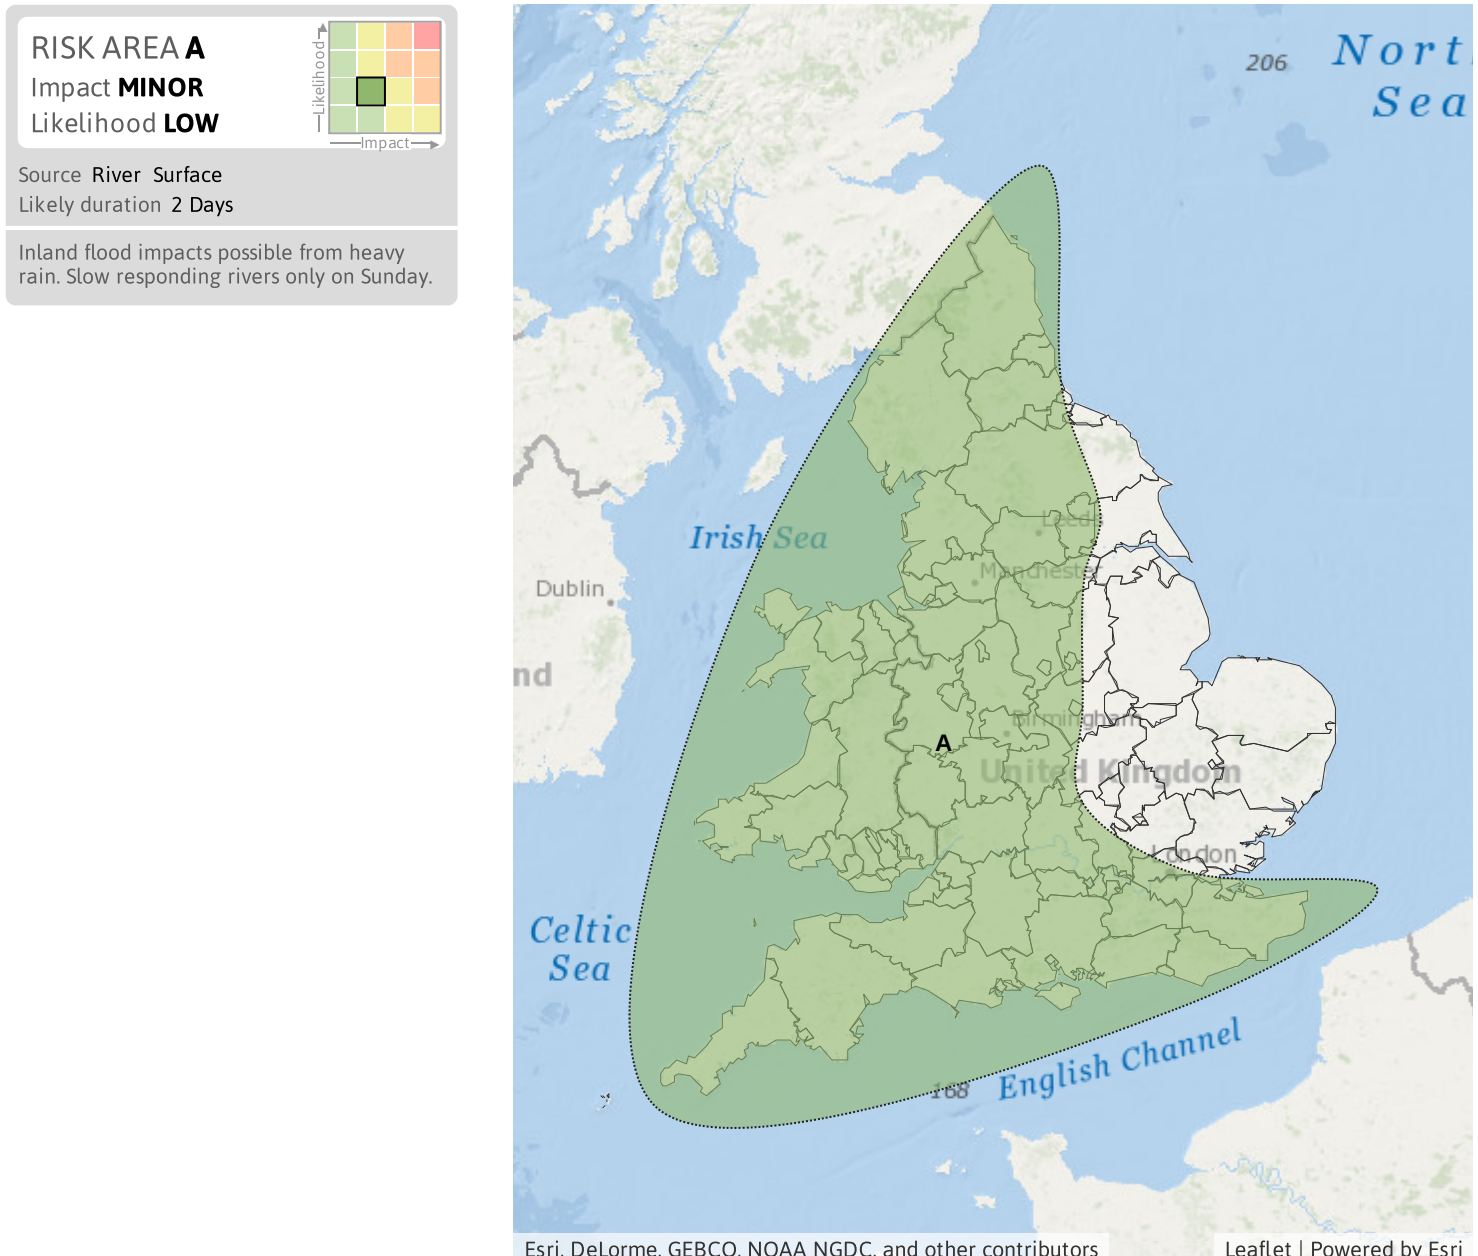 RISK AREA A
Impact MINOR
Likelihood LOW
Likelihood
Impact
Source River Surface
Likely duration 2 Days
Inland flood impacts possible from heavy
rain. Slow responding rivers only on Sunday.
206
Nort
Sea
Leeds
Irish Sea
Manchester
Dublin
nd
Birmingham
A
United Kingdom
London
Celtic
Sea
English Channel
168
Esri, DeLorme, GEBCO, NOAA NGDC, and other contributors
Leaflet | Powered by Esri